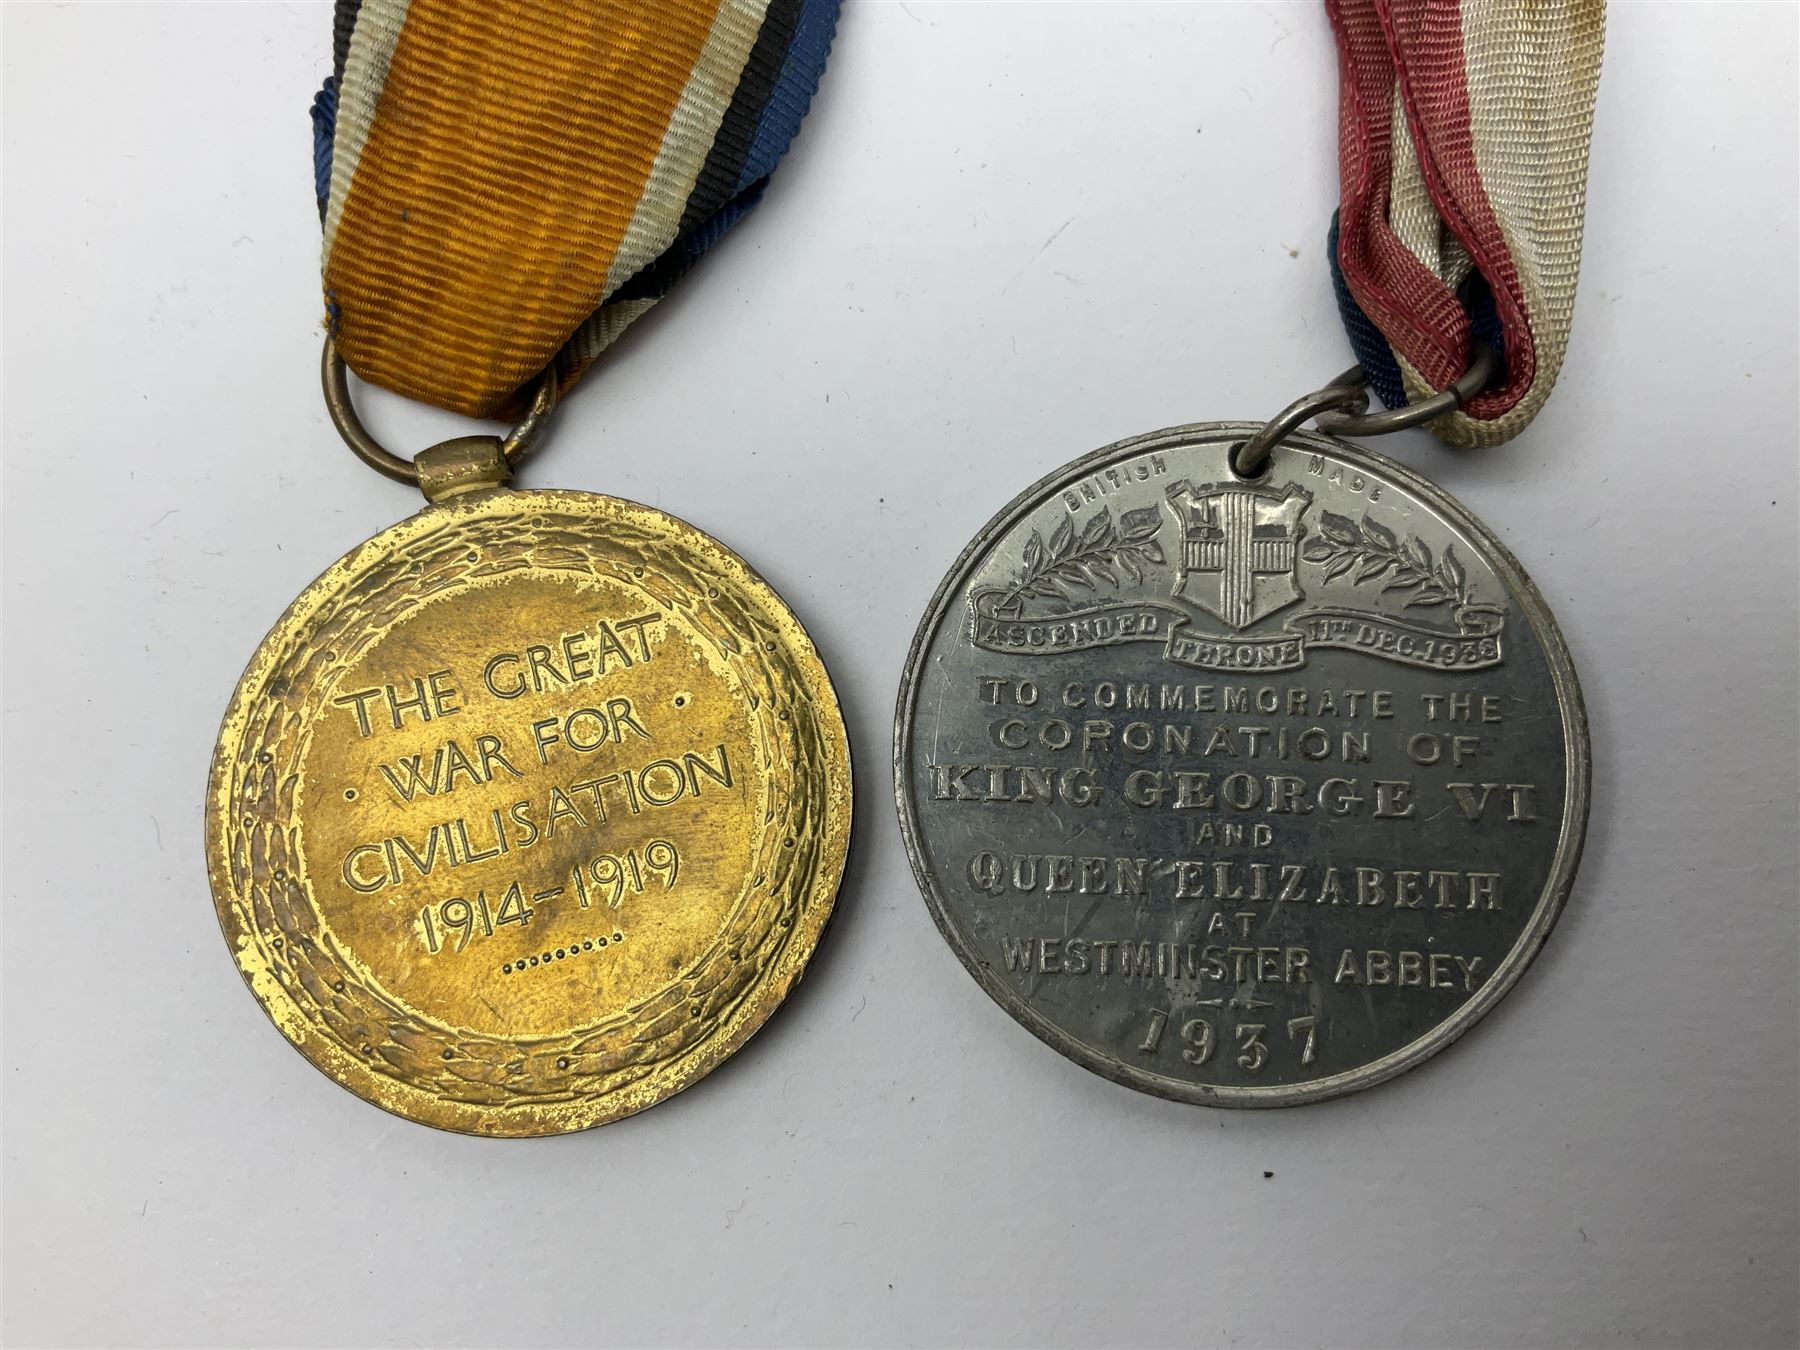 THE GREAT
WAR FOR
CIVILISATION
1914-1919
BRITISH MADE
ASCENDED THRONE 11TH DEC. 1936
TO COMMEMORATE THE
CORONATION OF
KING GEORGE VI
AND
QUEEN ELIZABETH
AT
WESTMINSTER ABBEY
1937